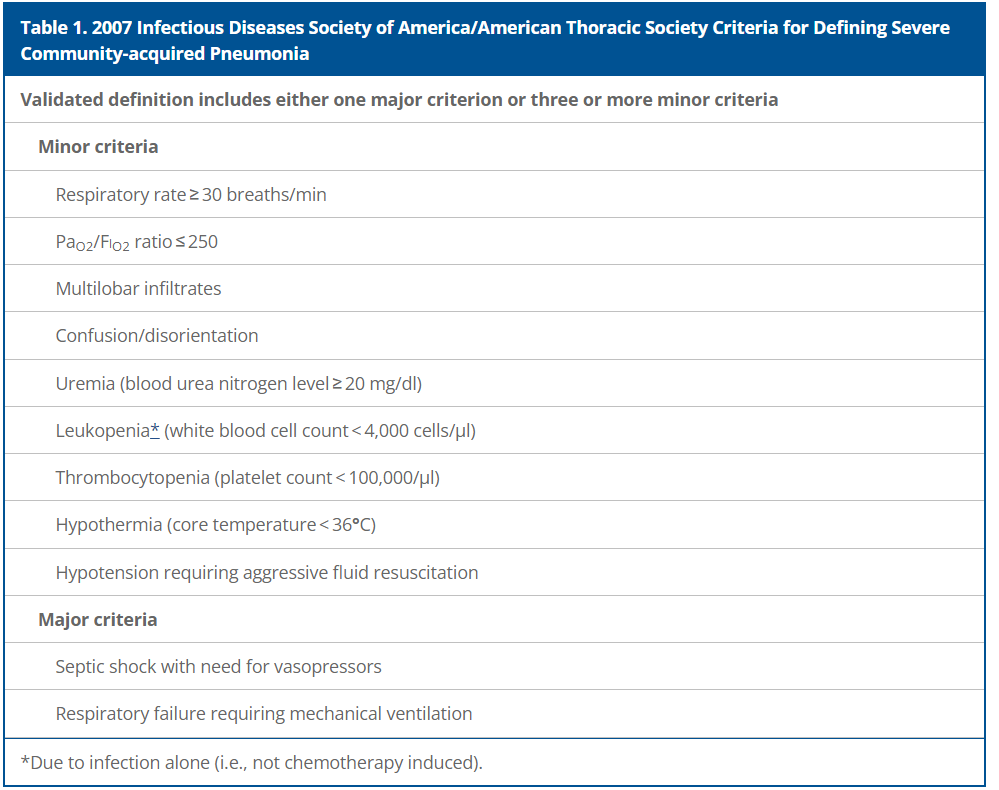 Table 1. 2007 Infectious Diseases Society of America/American Thoracic Society Criteria for Defining Severe
Community-acquired Pneumonia
Validated definition includes either one major criterion or three or more minor criteria
Minor criteria
Respiratory rate ≥ 30 breaths/min
PaO2/FIO2 ratio ≤ 250
Multilobar infiltrates
Confusion/disorientation
Uremia (blood urea nitrogen level ≥ 20 mg/dl)
Leukopenia* (white blood cell count < 4,000 cells/μl)
Thrombocytopenia (platelet count < 100,000/μl)
Hypothermia (core temperature < 36°C)
Hypotension requiring aggressive fluid resuscitation
Major criteria
Septic shock with need for vasopressors
Respiratory failure requiring mechanical ventilation
*Due to infection alone (i.e., not chemotherapy induced).